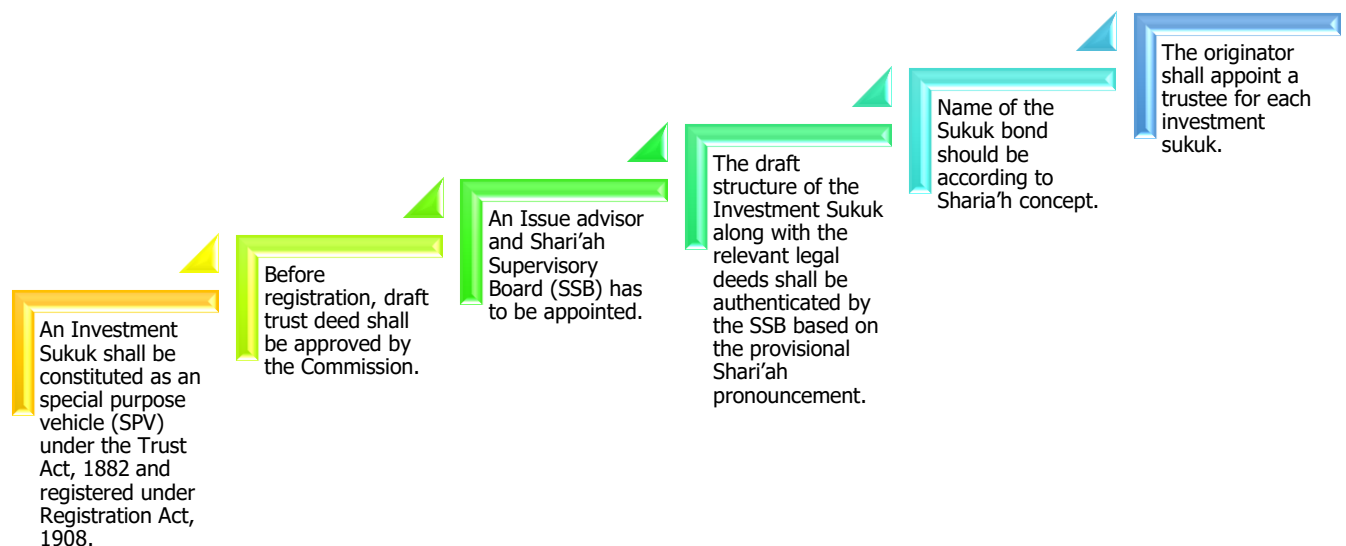 An Investment
Sukuk shall be
constituted as an
special purpose
vehicle (SPV)
under the Trust
Act, 1882 and
registered under
Registration Act,
1908.
Before
registration, draft
trust deed shall
be approved by
the Commission.
An Issue advisor
and Shari’ah
Supervisory
Board (SSB) has
to be appointed.
The draft
structure of the
Investment Sukuk
along with the
relevant legal
deeds shall be
authenticated by
the SSB based on
the provisional
Shari’ah
pronouncement.
Name of the
Sukuk bond
should be
according to
Sharia’h concept.
The originator
shall appoint a
trustee for each
investment
sukuk.